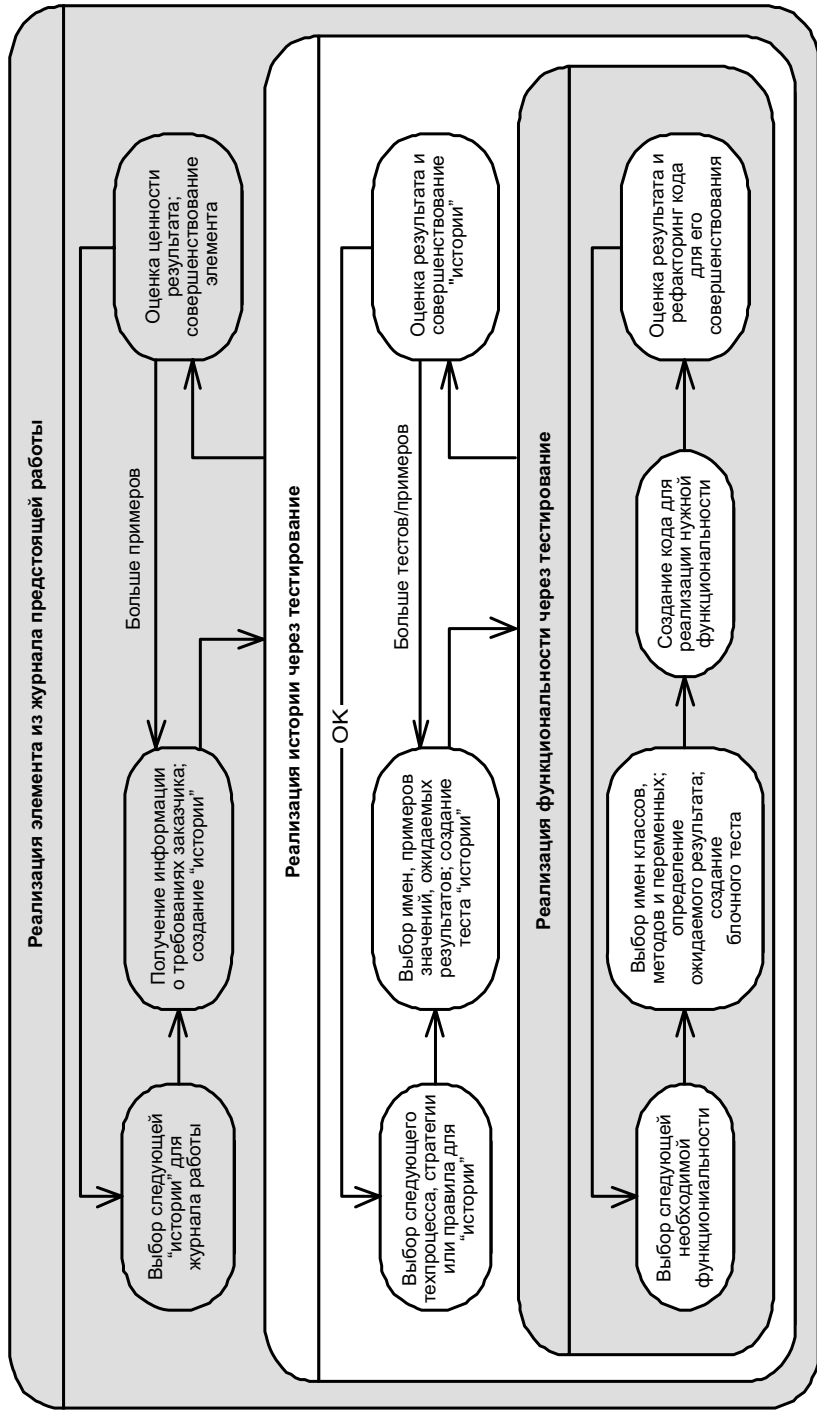 Реализация элемента из журнала предстоящей работы
Выбор следующей
“истории” для
журнала работы
Получение информации
о требованиях заказчика;
создание “истории”
Больше примеров
Оценка ценности
результата;
совершенствование
элемента
Реализация истории через тестирование
OK
Выбор следующего
техпроцесса, стратегии
или правила для
“истории”
Выбор имен, примеров
значений, ожидаемых
результатов; создание
теста “истории”
Больше тестов/примеров
Оценка результата и
совершенствование
"истории”
Реализация функциональности через тестирование
Выбор следующей
необходимой
функциональности
Выбор имен классов,
методов и переменных;
определение
ожидаемого результата;
создание
блочного теста
Создание кода для
реализации нужной
функциональности
Оценка результата и
рефакторинг кода
для его
совершенствования